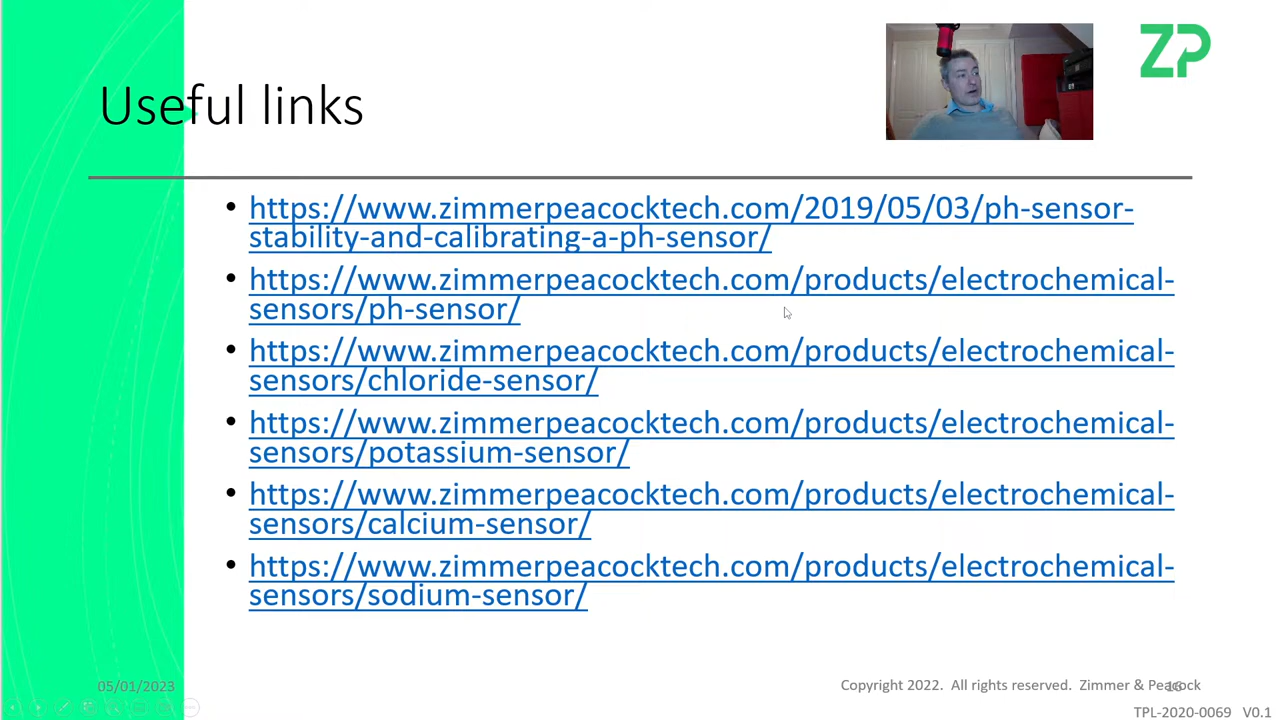 ZP
Useful links
• https://www.zimmerpeacocktech.com/2019/05/03/ph-sensor-
stability-and-calibrating-a-ph-sensor/
• https://www.zimmerpeacocktech.com/products/electrochemical-
sensors/ph-sensor/
• https://www.zimmerpeacocktech.com/products/electrochemical-
sensors/chloride-sensor/
• https://www.zimmerpeacocktech.com/products/electrochemical-
sensors/potassium-sensor/
• https://www.zimmerpeacocktech.com/products/electrochemical-
sensors/calcium-sensor/
• https://www.zimmerpeacocktech.com/products/electrochemical-
sensors/sodium-sensor/
05/01/2023
Copyright 2022. All rights reserved. Zimmer & Peacock
16
TPL-2020-0069 V0.1